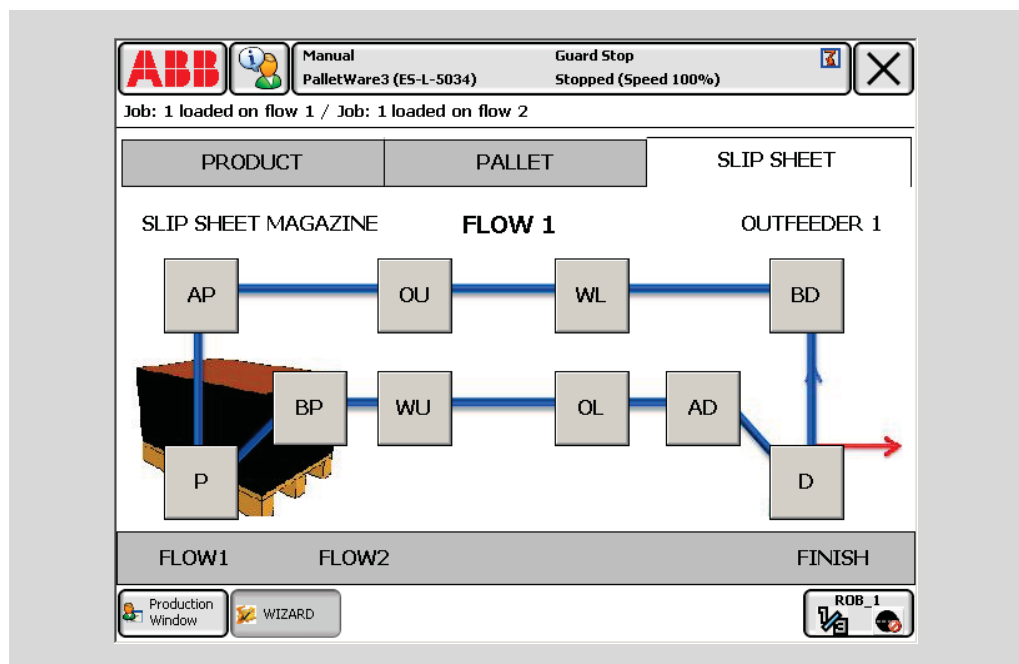 ABB
Manual Guard Stop
PalletWare3 (ES-L-5034) Stopped (Speed 100%)
Job: 1 loaded on flow 1 / Job: 1 loaded on flow 2
PRODUCT PALLET SLIP SHEET
SLIP SHEET MAGAZINE FLOW 1 OUTFEEDER 1
AP OU WL BD
BP WU OL AD
P D
FLOW1 FLOW2 FINISH
Production
Window
WIZARD
ROB_1
1/3